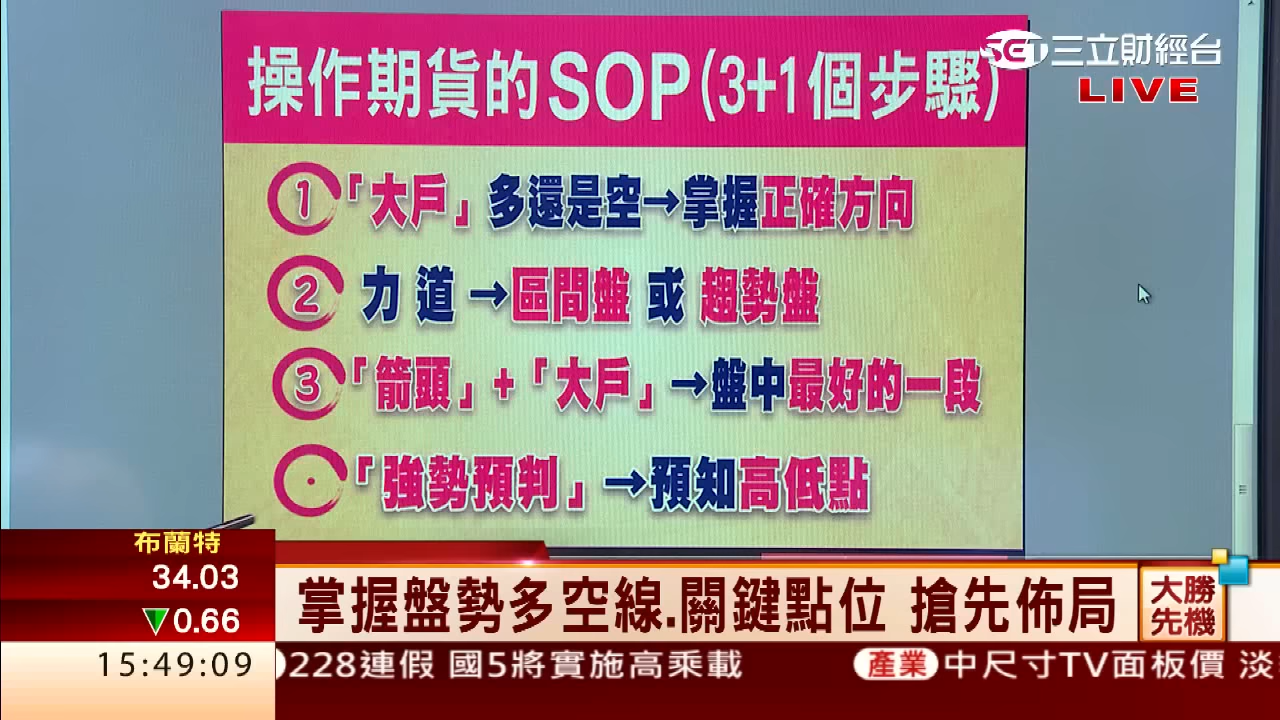 操作期貨的SOP(3+1個步驟)
SET三立財經台
LIVE
1「大戶」多還是空→掌握正確方向
2 力道→區間盤 或 趨勢盤
3「箭頭」+「大戶」→盤中最好的一段
「強勢預判」→預知高低點
布蘭特
34.03
▼0.66
15:49:09
掌握盤勢多空線.關鍵點位 搶先佈局
大勝
先機
228連假 國5將實施高乘載
產業 中尺寸TV面板價 淡